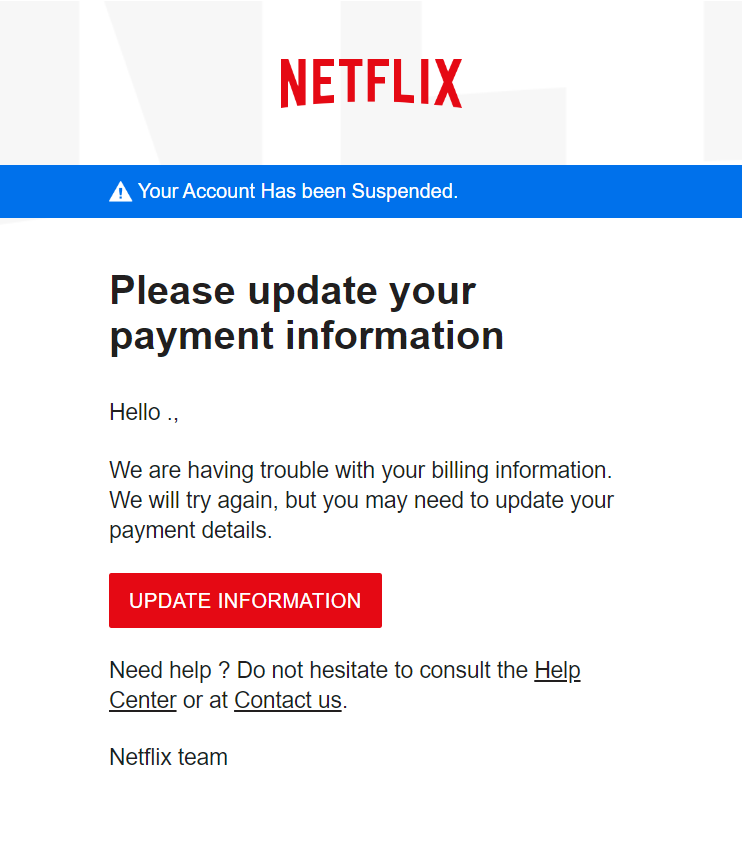 NETFLIX
Your Account Has been Suspended.
Please update your
payment information
Hello .,
We are having trouble with your billing information.
We will try again, but you may need to update your
payment details.
UPDATE INFORMATION
Need help ? Do not hesitate to consult the Help
Center or at Contact us.
Netflix team